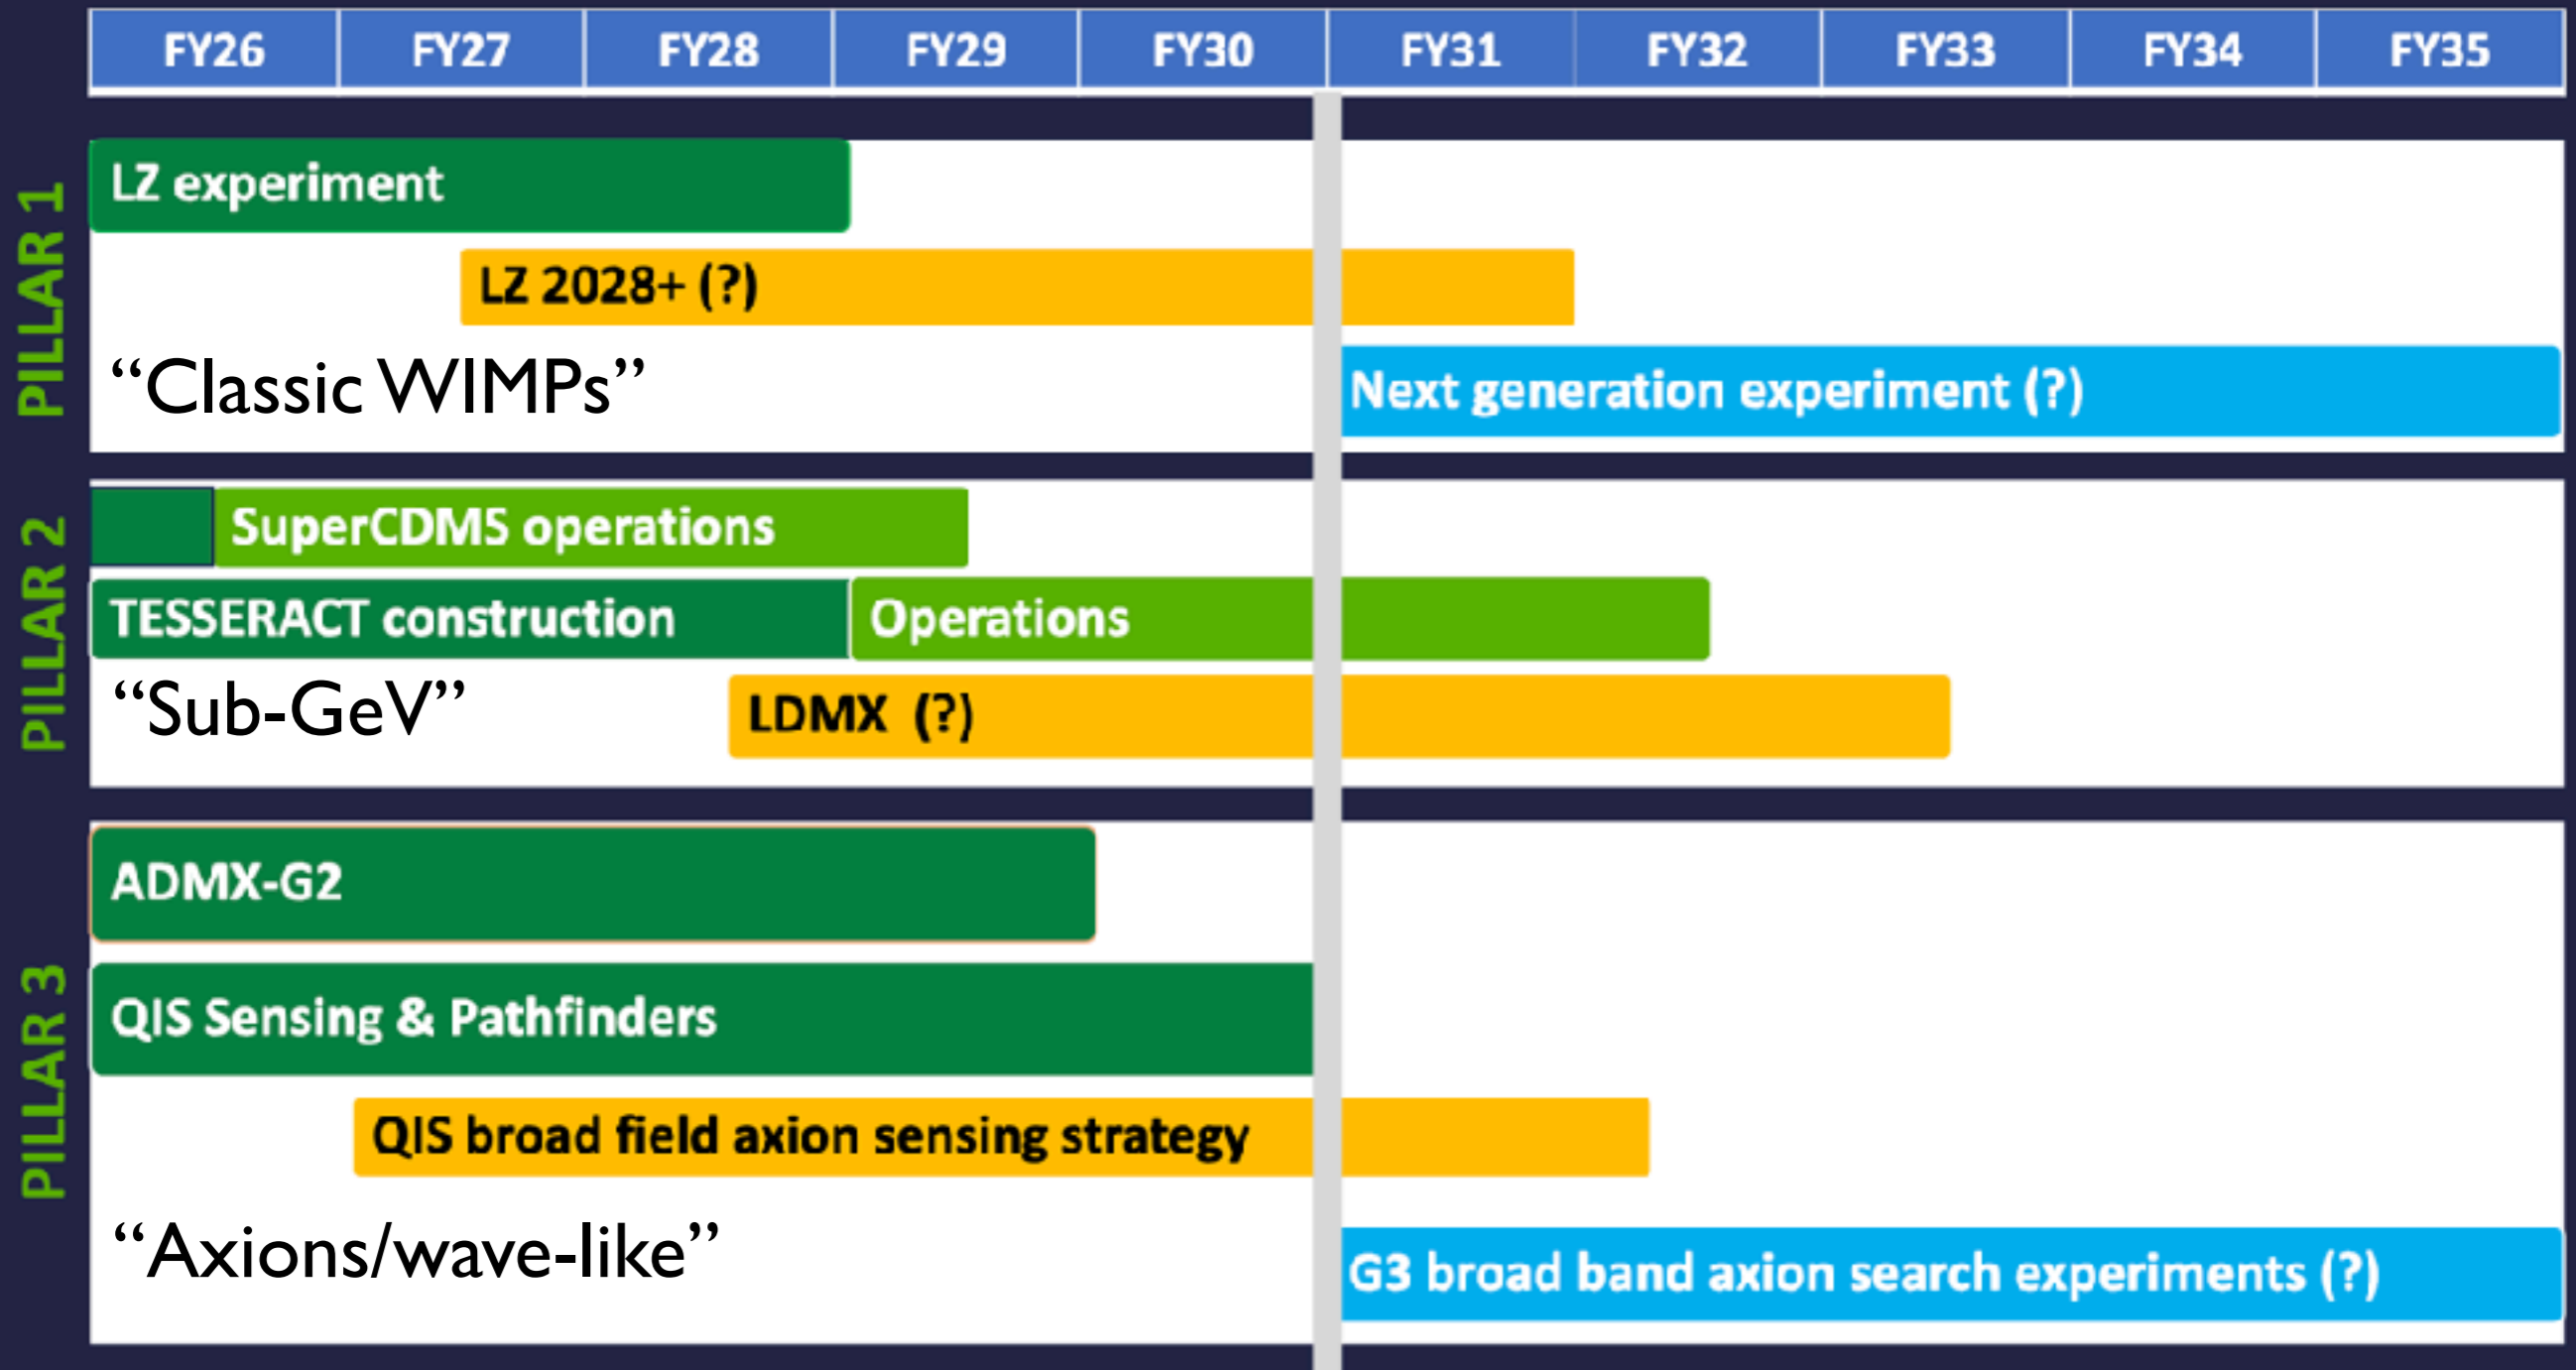 FY26 FY27 FY28 FY29 FY30 FY31 FY32 FY33 FY34 FY35
PILLAR 1
LZ experiment
LZ 2028+ (?)
“Classic WIMPs”
Next generation experiment (?)
PILLAR 2
SuperCDMS operations
TESSERACT construction
Operations
“Sub-GeV”
LDMX (?)
PILLAR 3
ADMX-G2
QIS Sensing & Pathfinders
QIS broad field axion sensing strategy
“Axions/wave-like”
G3 broad band axion search experiments (?)